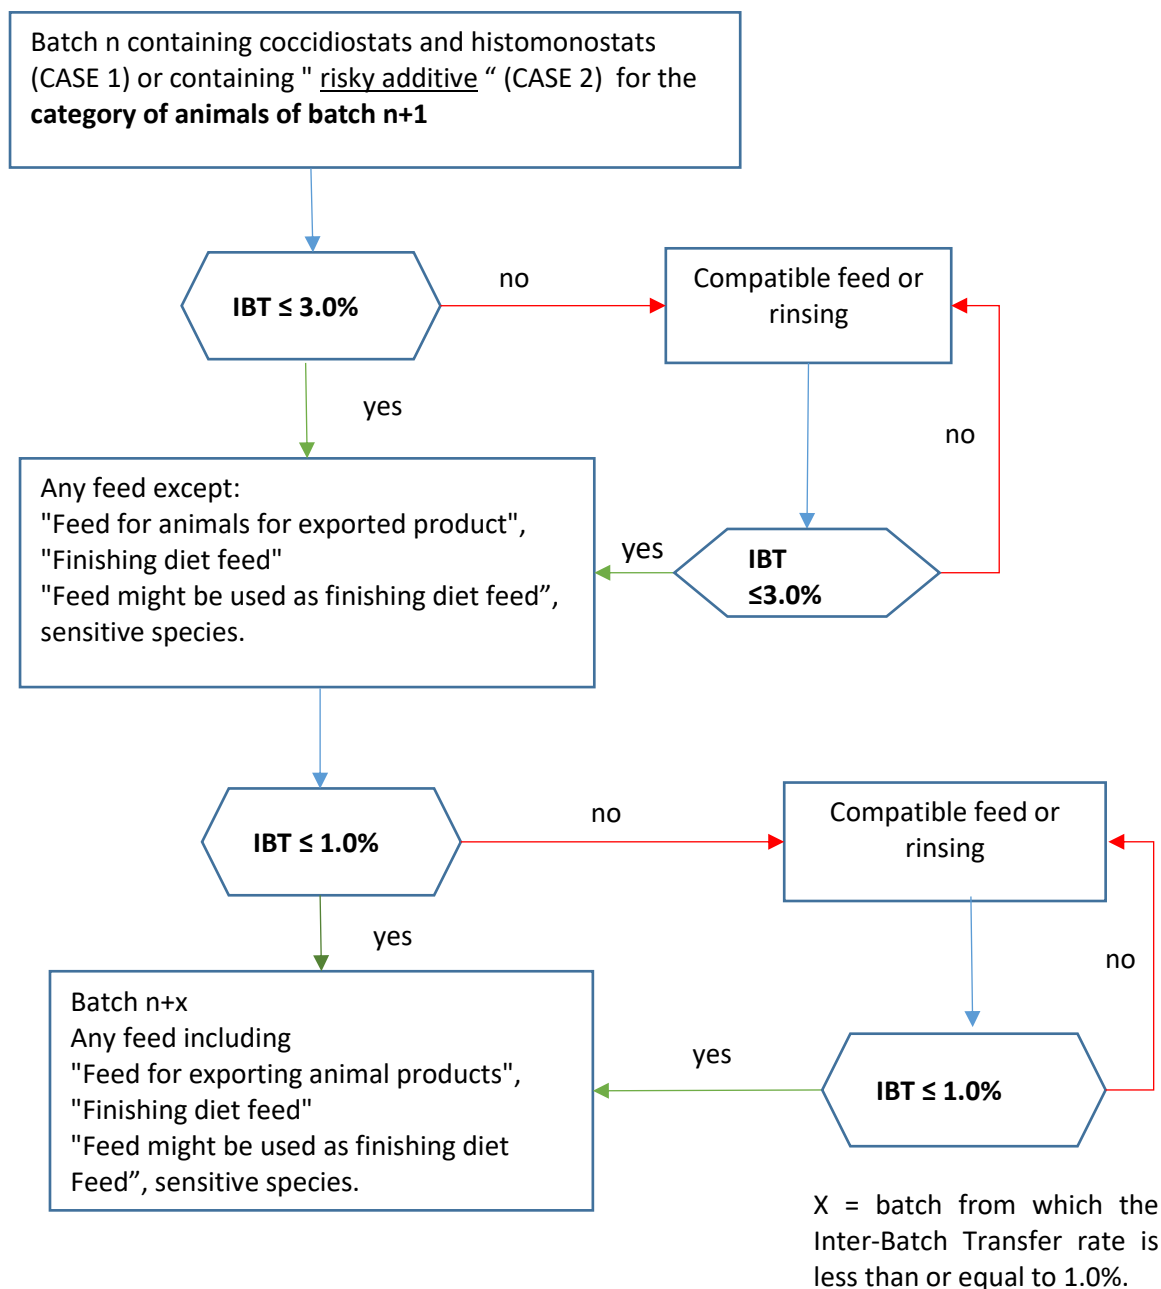 Batch n containing coccidiostats and histomonostats
(CASE 1) or containing " risky additive “ (CASE 2)  for the
category of animals of batch n+1
IBT ≤ 3.0%
no
Compatible feed or
rinsing
yes
no
Any feed except:
"Feed for animals for exported product",
"Finishing diet feed"
"Feed might be used as finishing diet feed”,
sensitive species.
yes
IBT
≤3.0%
IBT ≤ 1.0%
no
Compatible feed or
rinsing
yes
no
Batch n+x
Any feed including
"Feed for exporting animal products",
"Finishing diet feed"
"Feed might be used as finishing diet
Feed”, sensitive species.
yes
IBT ≤ 1.0%
X = batch from which the
Inter-Batch Transfer rate is
less than or equal to 1.0%.